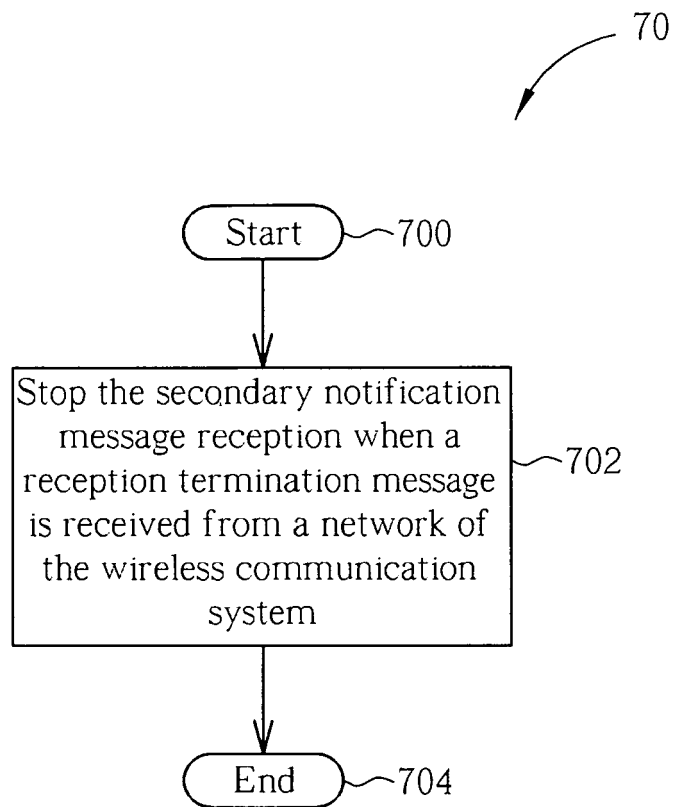 70
Start
700
Stop the secondary notification
message reception when a
reception termination message
is received from a network of
the wireless communication
system
702
End
704